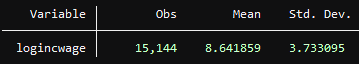 Variable Obs Mean Std. Dev.
logincwage 15,144 8.641859 3.733095